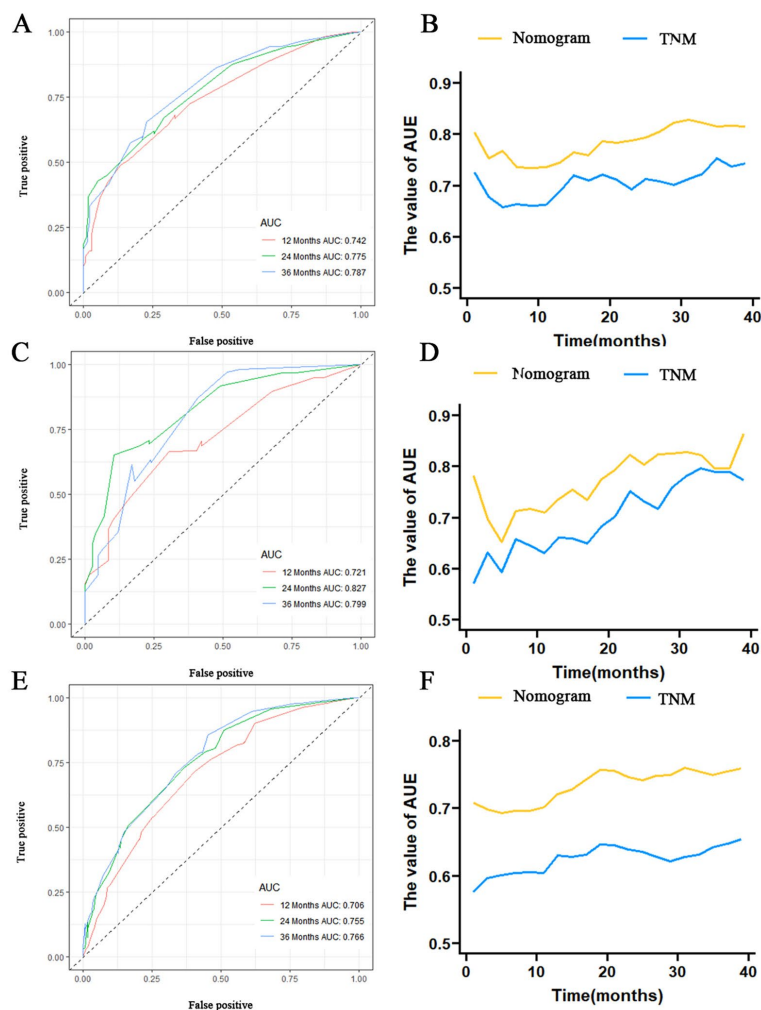 A
1.00
0.75
0.50
0.25
0.00
True positive
AUC
12 Months AUC: 0.742
24 Months AUC: 0.775
36 Months AUC: 0.787
0.00 0.25 0.50 0.75 1.00
False positive
B
Nomogram TNM
0.9
0.8
0.7
0.6
0.5
The value of AUE
0 10 20 30 40
Time(months)
C
1.00
0.75
0.50
0.25
0.00
True positive
AUC
12 Months AUC: 0.721
24 Months AUC: 0.827
36 Months AUC: 0.799
0.00 0.25 0.50 0.75 1.00
False positive
D
Nomogram TNM
0.9
0.8
0.7
0.6
0.5
The value of AUE
0 10 20 30 40
Time(months)
E
1.00
0.75
0.50
0.25
0.00
True positive
AUC
12 Months AUC: 0.706
24 Months AUC: 0.755
36 Months AUC: 0.766
0.00 0.25 0.50 0.75 1.00
False positive
F
Nomogram TNM
0.8
0.7
0.6
0.5
The value of AUE
0 10 20 30 40
Time(months)